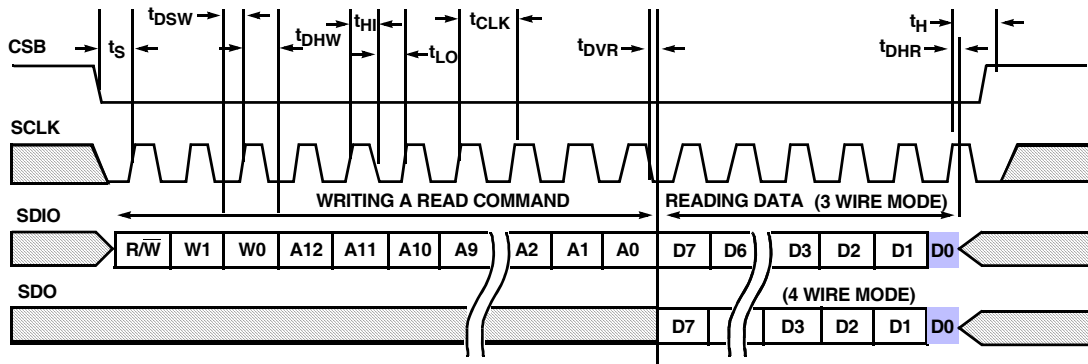 tDSW tHI tCLK tH
CSB tS tDHW tLO tDVR tDHR
SCLK
WRITING A READ COMMAND READING DATA (3 WIRE MODE)
SDIO
R/W̅ W1 W0 A12 A11 A10 A9 A2 A1 A0 D7 D6 D3 D2 D1 D0
SDO (4 WIRE MODE)
D7 D3 D2 D1 D0